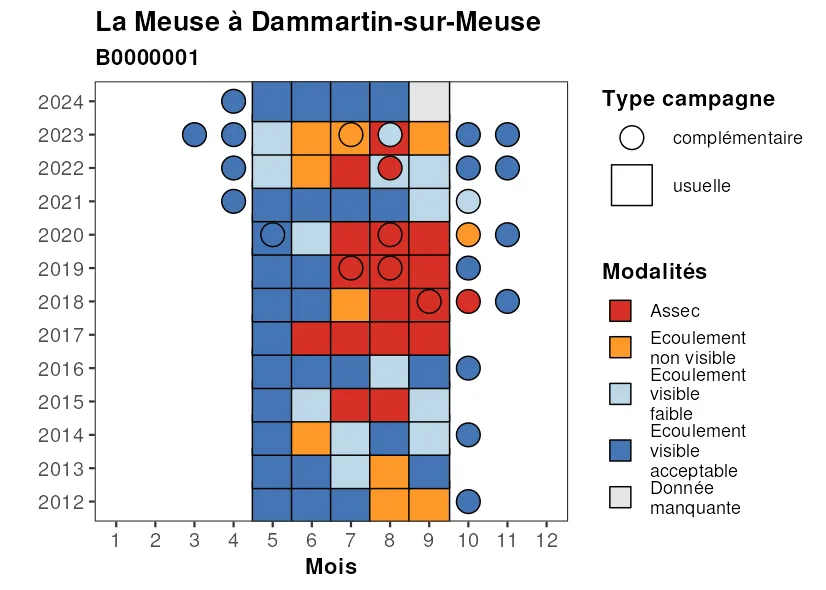 La Meuse à Dammartin-sur-Meuse
B0000001
2024
2023
2022
2021
2020
2019
2018
2017
2016
2015
2014
2013
2012
1 2 3 4 5 6 7 8 9 10 11 12
Mois
Type campagne
complémentaire
usuelle
Modalités
Assec
Ecoulement
non visible
Ecoulement
visible
faible
Ecoulement
visible
acceptable
Donnée
manquante